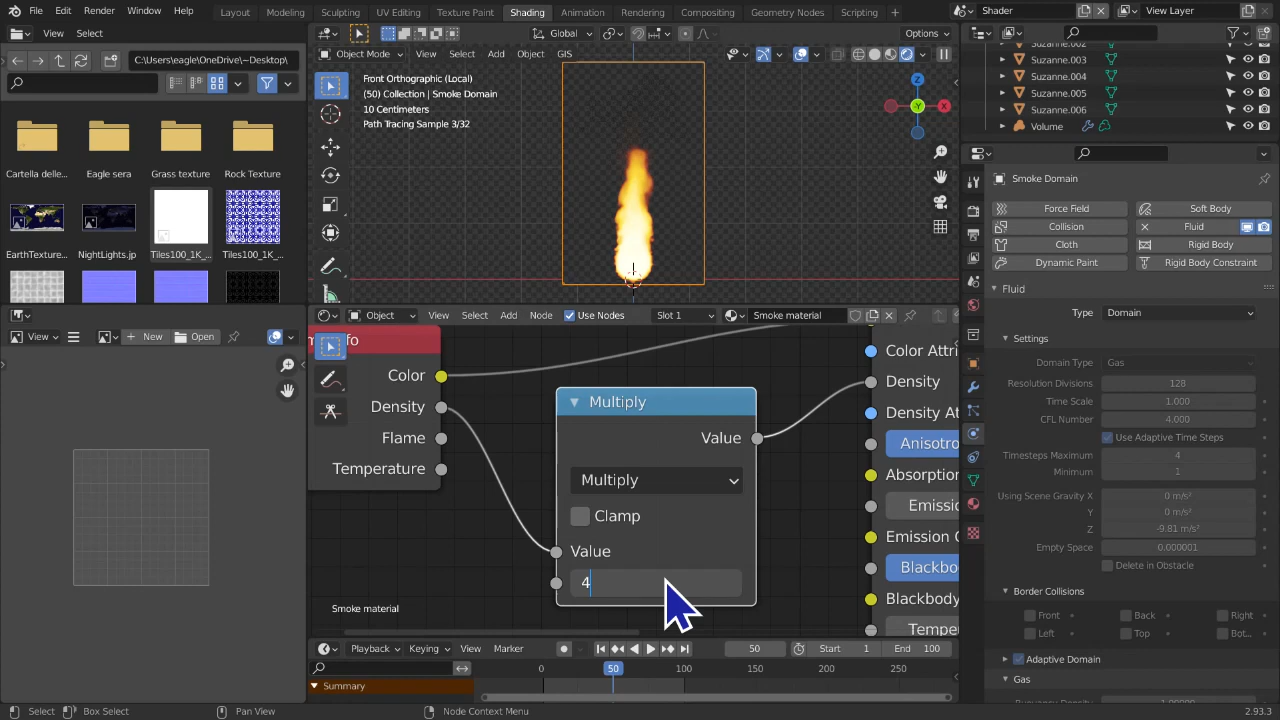 File Edit Render Window Help
Layout Modeling Sculpting UV Editing Texture Paint Shading Animation Rendering Compositing Geometry Nodes Scripting
Shader
View Layer
View Select
C:\Users\eagle\OneDrive\~Desktop\
Cartella delle... Eagle sera Grass texture Rock Texture
EarthTexture... NightLights.jp Tiles100_1K_... Tiles100_1K_...
View New Open
Global
Options
Object Mode View Select Add Object GIS
Front Orthographic (Local)
(50) Collection | Smoke Domain
10 Centimeters
Path Tracing Sample 3/32
Z
Y
X
Object View Select Add Node Use Nodes Slot 1 Smoke material
Color
Density
Flame
Temperature
Multiply
Value
Multiply
Clamp
Value
4
Color Attri
Density
Density At
Anisotro
Absorption
Emissio
Emission C
Blackbo
Blackbody
Tempe
Smoke material
Playback Keying View Marker
50 Start 1 End 100
0 50 100 150 200 250
Summary
Suzanne.002
Suzanne.003
Suzanne.004
Suzanne.005
Suzanne.006
Volume
Smoke Domain
Force Field Soft Body
Collision Fluid
Cloth Rigid Body
Dynamic Paint Rigid Body Constraint
Fluid
Type Domain
Settings
Domain Type Gas
Resolution Divisions 128
Time Scale 1.000
CFL Number 4.000
Use Adaptive Time Steps
Timesteps Maximum 4
Minimum 1
Using Scene Gravity X 0 m/s²
Y 0 m/s²
Z -9.81 m/s²
Empty Space 0.000001
Delete in Obstacle
Border Collisions
Front Back Right
Left Top Bot...
Adaptive Domain
Gas
Buoyancy Density 1.00000
Select Box Select Pan View Node Context Menu 2.93.3